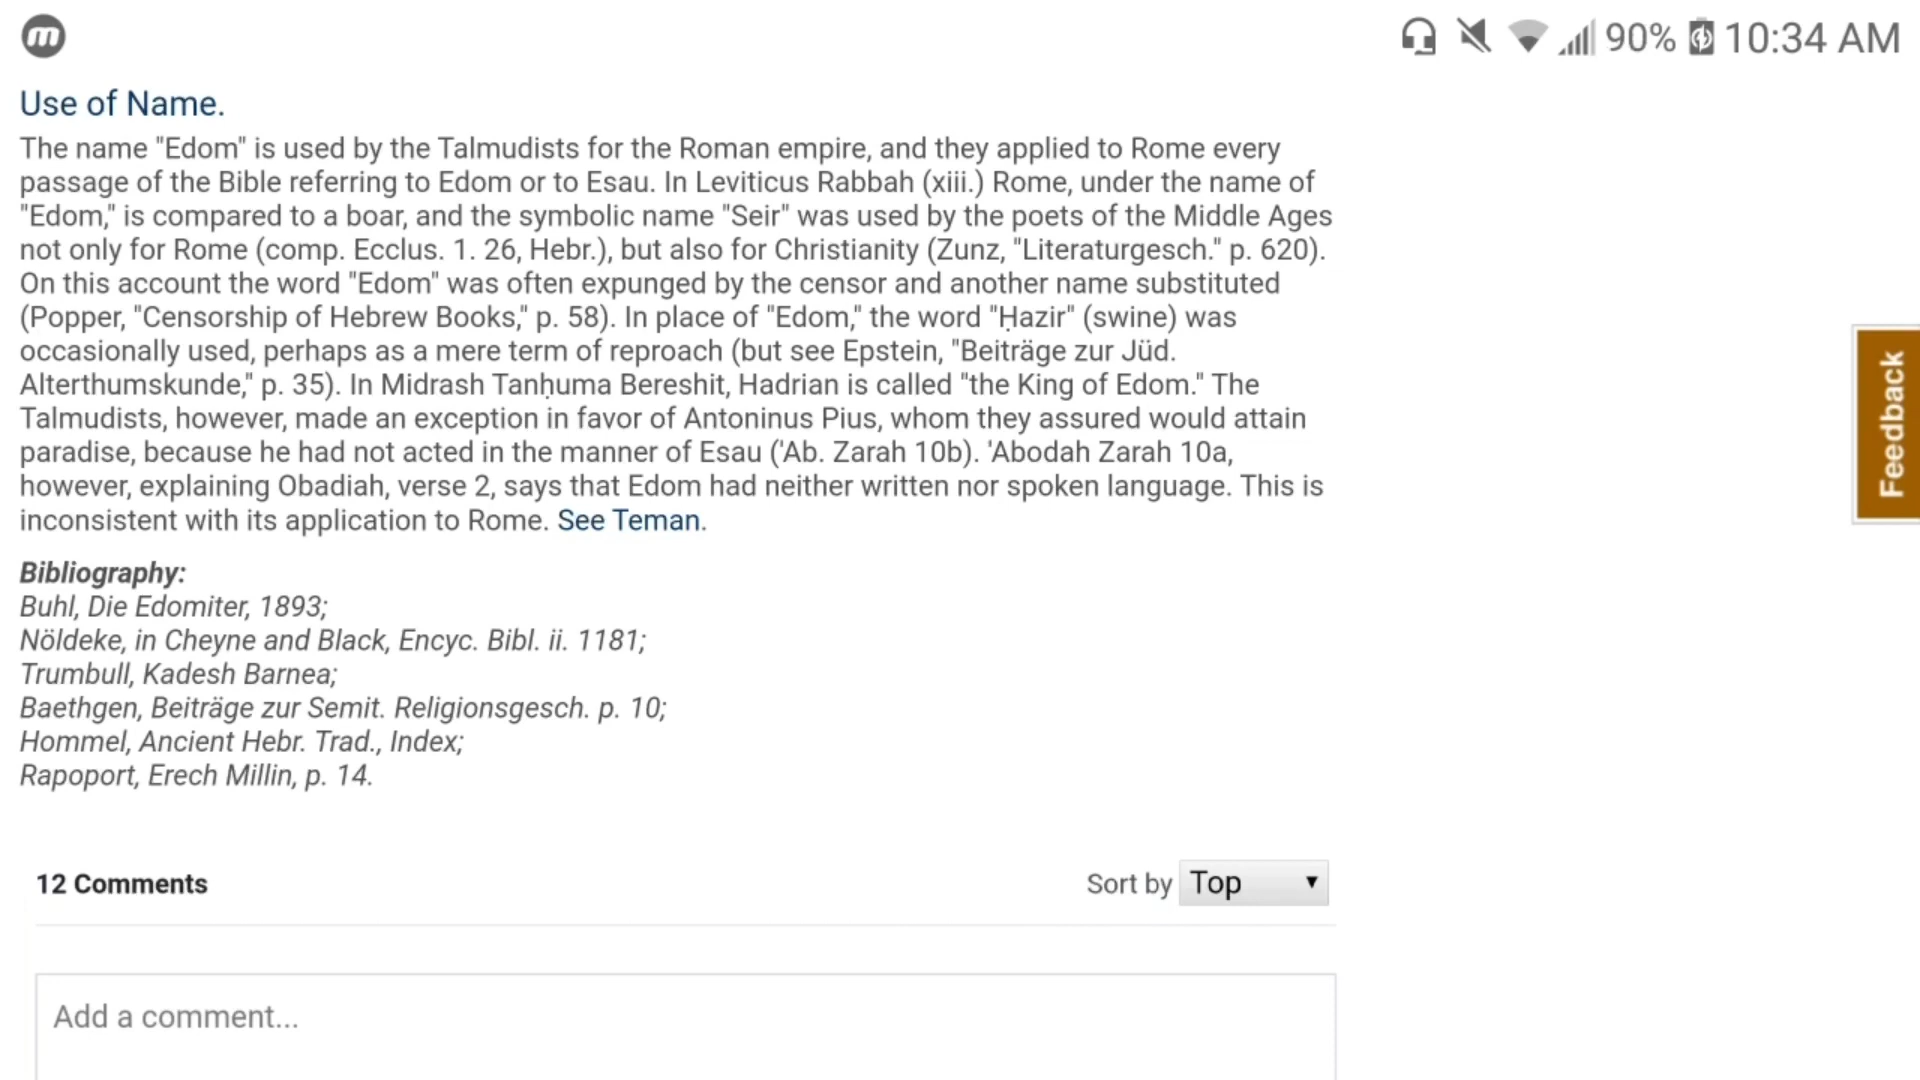 m
90% 10:34 AM
Use of Name.
The name "Edom" is used by the Talmudists for the Roman empire, and they applied to Rome every
passage of the Bible referring to Edom or to Esau. In Leviticus Rabbah (xiii.) Rome, under the name of
"Edom," is compared to a boar, and the symbolic name "Seir" was used by the poets of the Middle Ages
not only for Rome (comp. Ecclus. 1. 26, Hebr.), but also for Christianity (Zunz, "Literaturgesch." p. 620).
On this account the word "Edom" was often expunged by the censor and another name substituted
(Popper, "Censorship of Hebrew Books," p. 58). In place of "Edom," the word "Ḥazir" (swine) was
occasionally used, perhaps as a mere term of reproach (but see Epstein, "Beiträge zur Jüd.
Alterthumskunde," p. 35). In Midrash Tanḥuma Bereshit, Hadrian is called "the King of Edom." The
Talmudists, however, made an exception in favor of Antoninus Pius, whom they assured would attain
paradise, because he had not acted in the manner of Esau ('Ab. Zarah 10b). 'Abodah Zarah 10a,
however, explaining Obadiah, verse 2, says that Edom had neither written nor spoken language. This is
inconsistent with its application to Rome. See Teman.
Bibliography:
Buhl, Die Edomiter, 1893;
Nöldeke, in Cheyne and Black, Encyc. Bibl. ii. 1181;
Trumbull, Kadesh Barnea;
Baethgen, Beiträge zur Semit. Religionsgesch. p. 10;
Hommel, Ancient Hebr. Trad., Index;
Rapoport, Erech Millin, p. 14.
Feedback
12 Comments
Sort by Top
Add a comment...